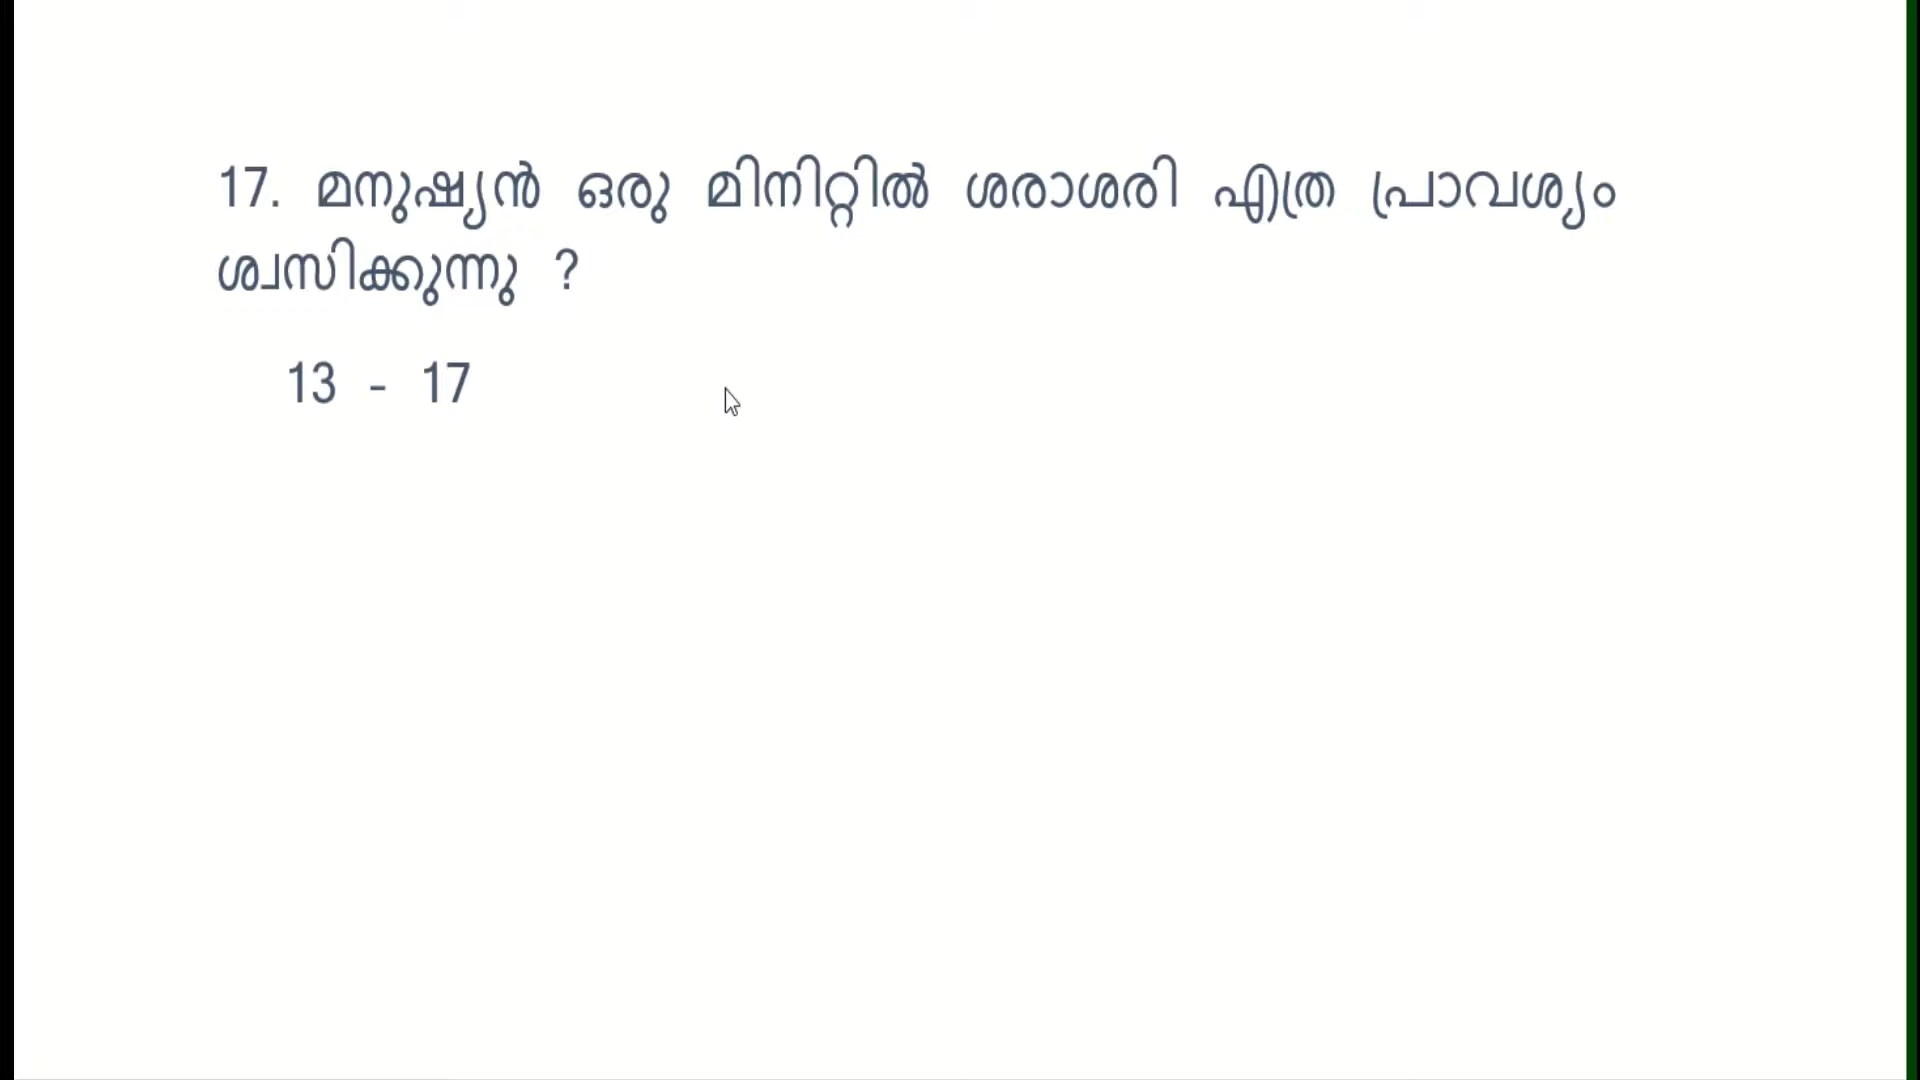 17. മനുഷ്യൻ ഒരു മിനിറ്റിൽ ശരാശരി എത്ര പ്രാവശ്യം
ശ്വസിക്കുന്നു ?
13 - 17